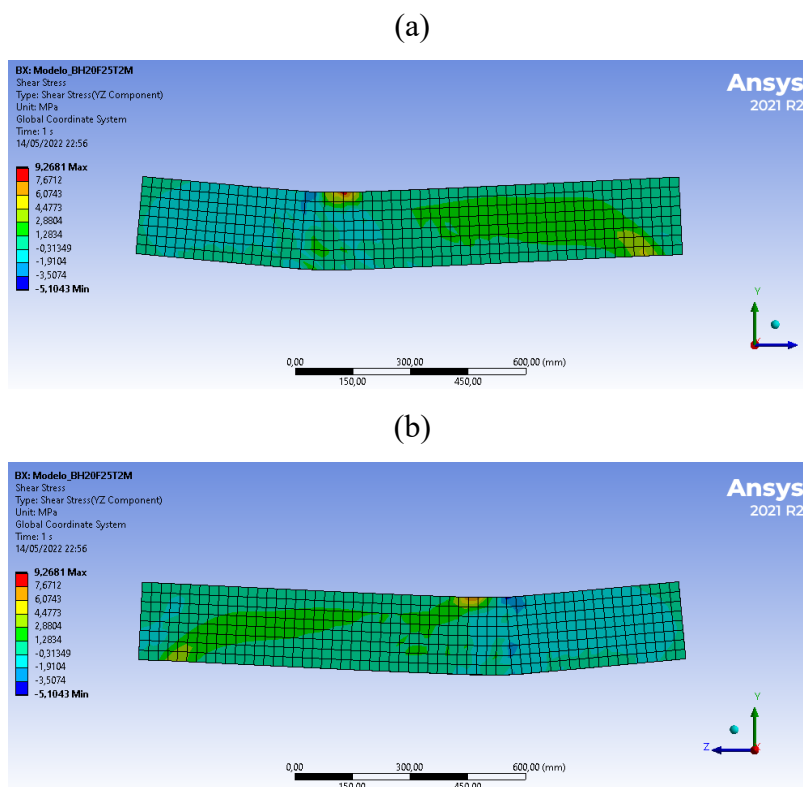 (a)
BX: Modelo_BH20F25T2M
Shear Stress
Type: Shear Stress(YZ Component)
Unit: MPa
Global Coordinate System
Time: 1 s
14/05/2022 22:56
9,2681 Max
7,6712
6,0743
4,4773
2,8804
1,2834
-0,31349
-1,9104
-3,5074
-5,1043 Min
Ansys
2021 R2
Y
X
0,00 300,00 600,00 (mm)
150,00 450,00
(b)
BX: Modelo_BH20F25T2M
Shear Stress
Type: Shear Stress(YZ Component)
Unit: MPa
Global Coordinate System
Time: 1 s
14/05/2022 22:56
9,2681 Max
7,6712
6,0743
4,4773
2,8804
1,2834
-0,31349
-1,9104
-3,5074
-5,1043 Min
Ansys
2021 R2
Y
Z X
0,00 300,00 600,00 (mm)
150,00 450,00